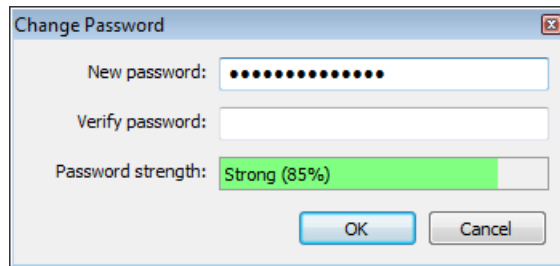 Change Password
New password: ••••••••••••••
Verify password:
Password strength: Strong (85%)
OK Cancel